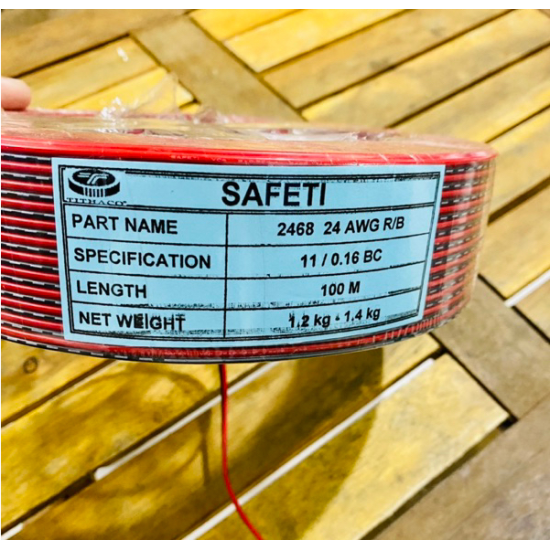 TITHACO
SAFETI
PART NAME 2468 24 AWG R/B
SPECIFICATION 11 / 0.16 BC
LENGTH 100 M
NET WEIGHT 1,2 kg - 1.4 kg